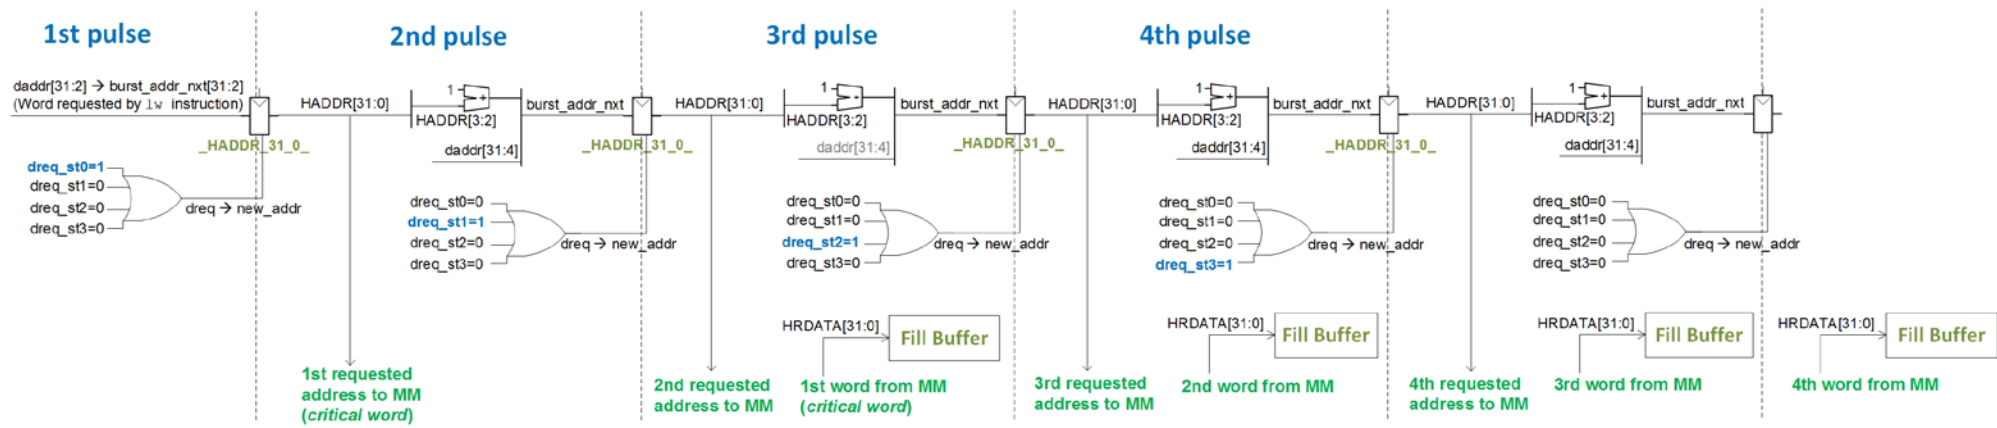 1st pulse
2nd pulse
3rd pulse
4th pulse
daddr[31:2] → burst_addr_nxt[31:2]
(Word requested by lw instruction)
HADDR[31:0]
1
+
HADDR[3:2]
burst_addr_nxt
daddr[31:4]
_HADDR_31_0_
HADDR[31:0]
1
+
HADDR[3:2]
burst_addr_nxt
daddr[31:4]
_HADDR_31_0_
HADDR[31:0]
1
+
HADDR[3:2]
burst_addr_nxt
daddr[31:4]
_HADDR_31_0_
HADDR[31:0]
1
+
HADDR[3:2]
burst_addr_nxt
daddr[31:4]
_HADDR_31_0_
dreq_st0=1
dreq_st1=0
dreq_st2=0
dreq_st3=0
dreq → new_addr
dreq_st0=0
dreq_st1=1
dreq_st2=0
dreq_st3=0
dreq → new_addr
dreq_st0=0
dreq_st1=0
dreq_st2=1
dreq_st3=0
dreq → new_addr
dreq_st0=0
dreq_st1=0
dreq_st2=0
dreq_st3=1
dreq → new_addr
dreq_st0=0
dreq_st1=0
dreq_st2=0
dreq_st3=0
dreq → new_addr
HRDATA[31:0]
Fill Buffer
HRDATA[31:0]
Fill Buffer
HRDATA[31:0]
Fill Buffer
HRDATA[31:0]
Fill Buffer
1st requested
address to MM
(critical word)
2nd requested
address to MM
1st word from MM
(critical word)
3rd requested
address to MM
2nd word from MM
4th requested
address to MM
3rd word from MM
4th word from MM